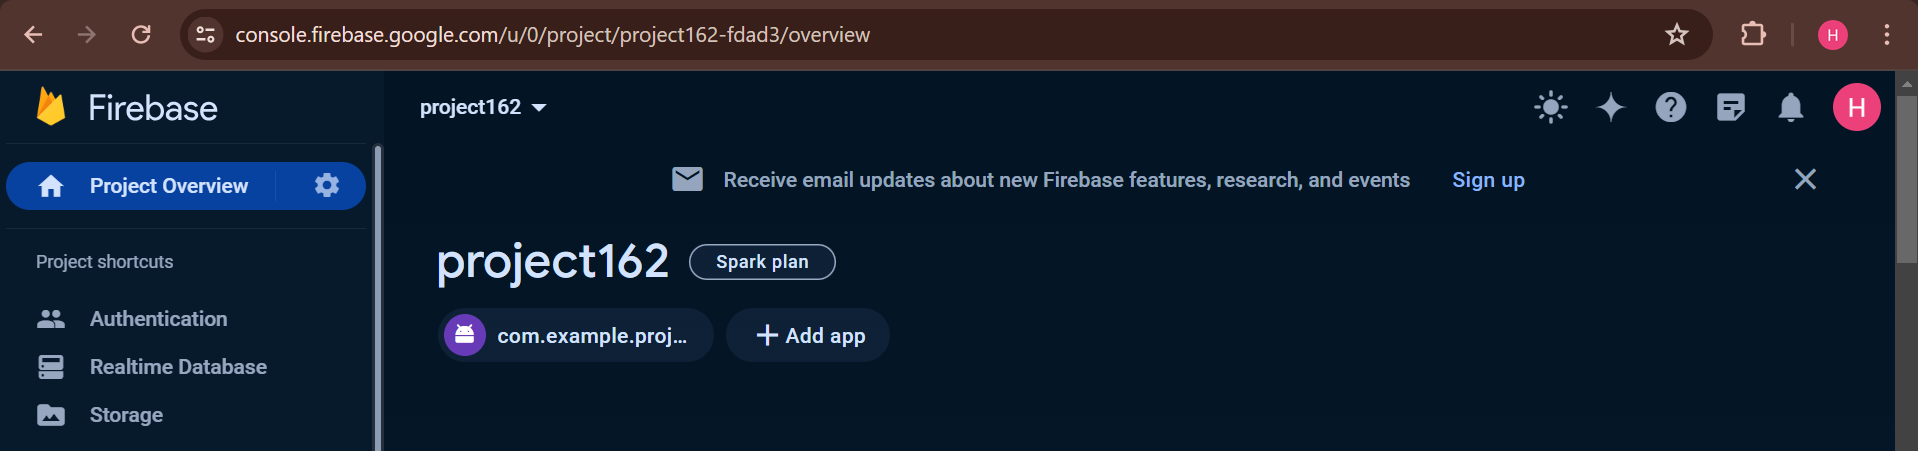 console.firebase.google.com/u/0/project/project162-fdad3/overview
H
Firebase
project162
H
Project Overview
Receive email updates about new Firebase features, research, and events
Sign up
Project shortcuts
project162
Spark plan
Authentication
com.example.proj...
Add app
Realtime Database
Storage